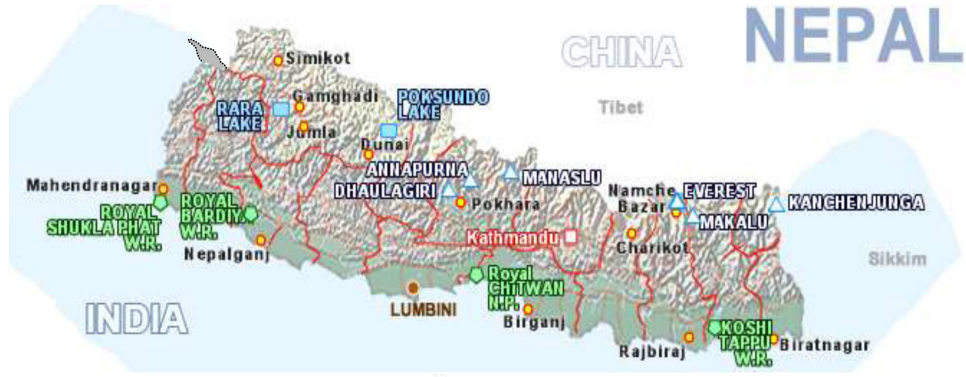 NEPAL
CHINA
Tibet
Simikot
Gamghadi
RARA
LAKE
POKSUNDO
LAKE
Jumla
Dunai
ANNAPURNA
DHAULAGIRI
MANASLU
Mahendranagar
ROYAL
SHUKLA PHAT
W.R.
ROYAL
BARDIY
W.R.
Namche
Bazar
EVEREST
MAKALU
KANCHENJUNGA
Pokhara
Kathmandu
Charikot
Nepalganj
Sikkim
Royal
CHITWAN
N.P.
LUMBINI
INDIA
Birganj
Rajbiraj
KOSHI
TAPPU
W.R.
Biratnagar